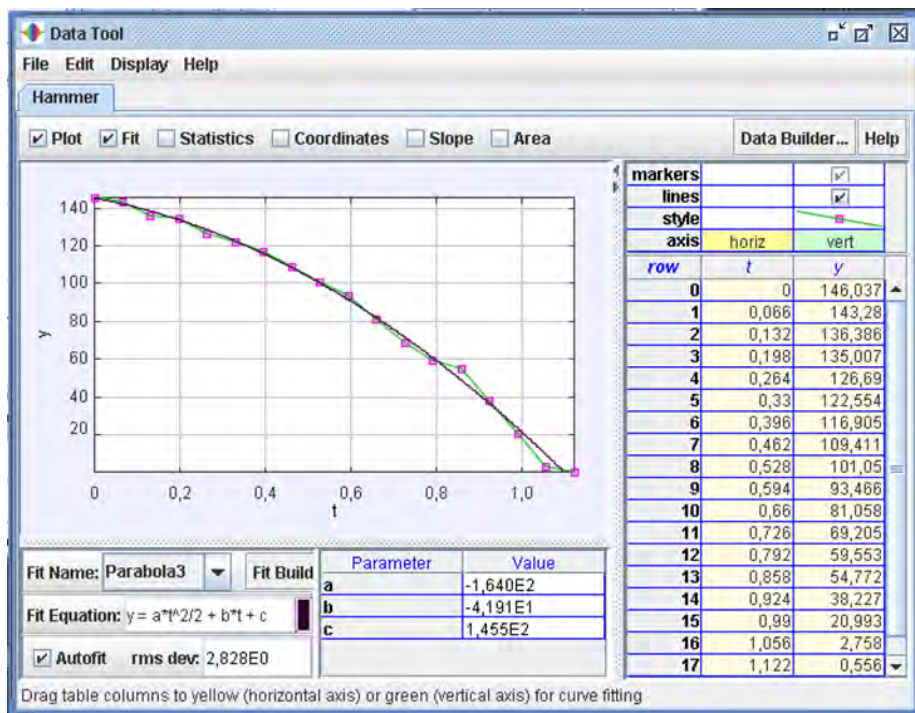 Data Tool
File Edit Display Help
Hammer
Plot Fit Statistics Coordinates Slope Area Data Builder... Help
y
140
120
100
80
60
40
20
0 0,2 0,4 0,6 0,8 1,0
t
markers
lines
style
axis horiz vert
row t y
0 0 146,037
1 0,066 143,28
2 0,132 136,386
3 0,198 135,007
4 0,264 126,69
5 0,33 122,554
6 0,396 116,905
7 0,462 109,411
8 0,528 101,05
9 0,594 93,466
10 0,66 81,058
11 0,726 69,205
12 0,792 59,553
13 0,858 54,772
14 0,924 38,227
15 0,99 20,993
16 1,056 2,758
17 1,122 0,556
Fit Name: Parabola3 Fit Build
Fit Equation: y = a*t^2/2 + b*t + c
Autofit rms dev: 2,828E0
Parameter Value
a -1,640E2
b -4,191E1
c 1,455E2
Drag table columns to yellow (horizontal axis) or green (vertical axis) for curve fitting